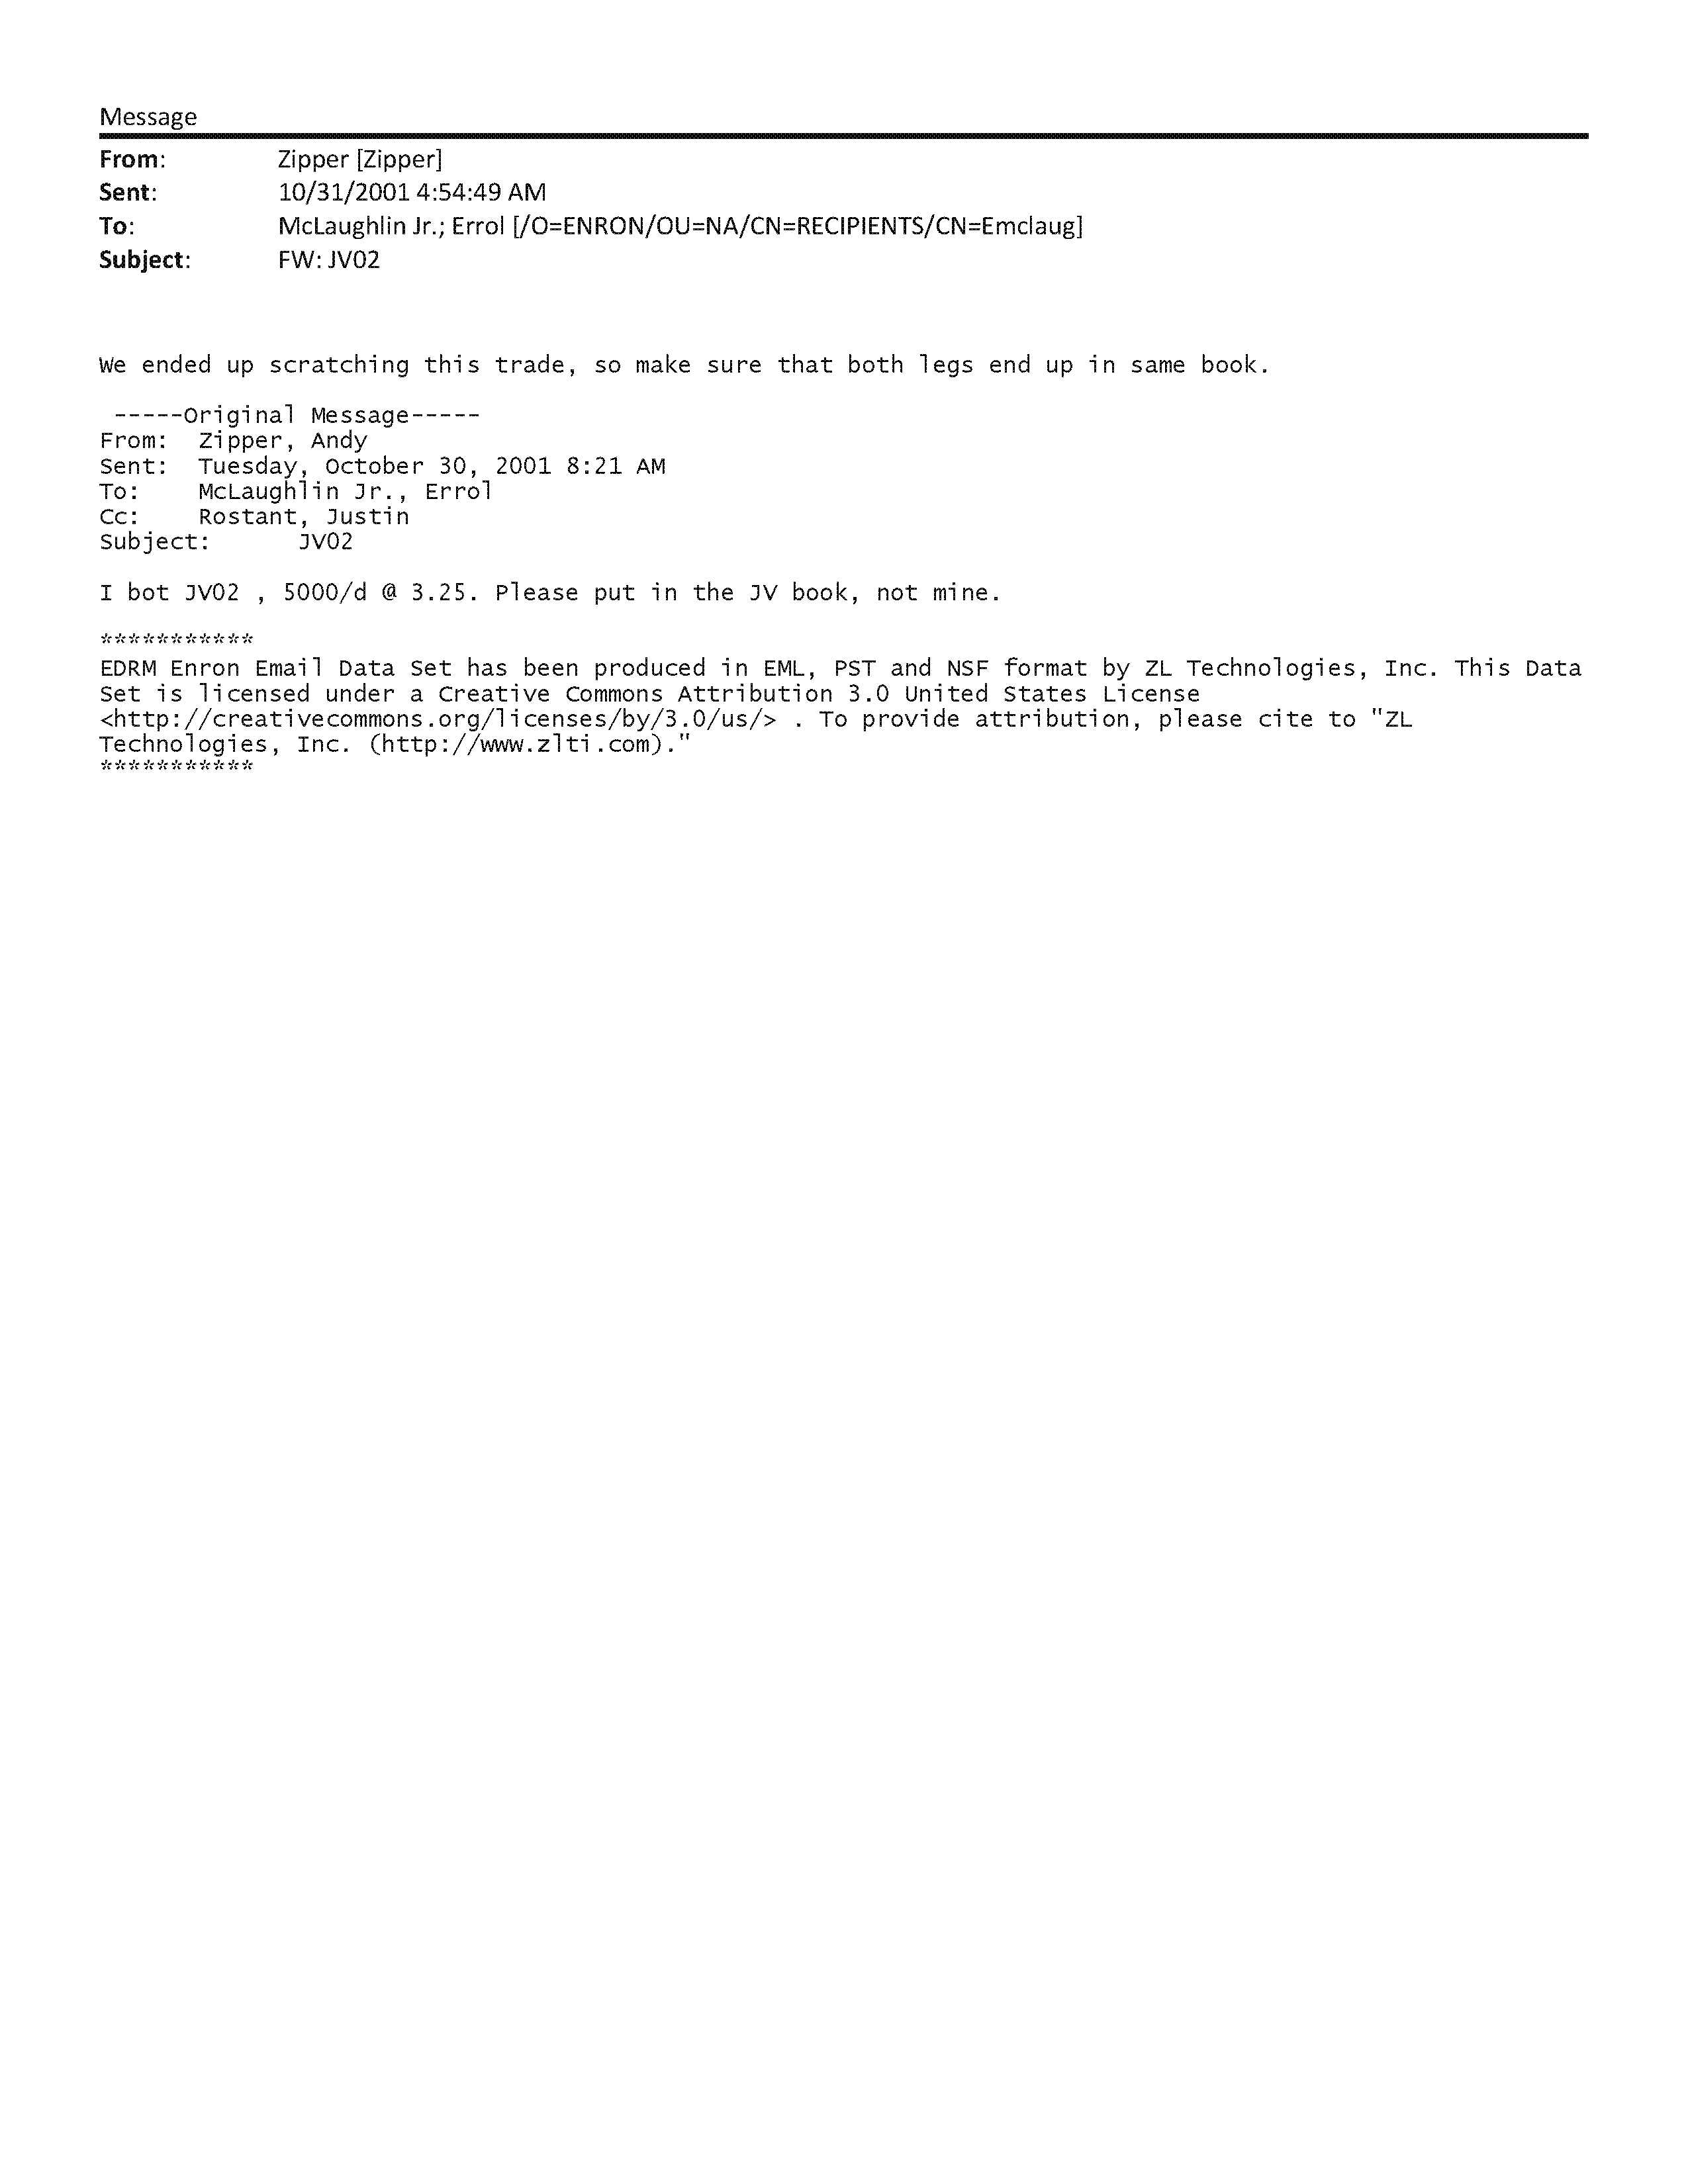 Message
From: Zipper [Zipper]
Sent: 10/31/2001 4:54:49 AM
To: McLaughlin Jr.; Errol [/O=ENRON/OU=NA/CN=RECIPIENTS/CN=Emclaug]
Subject: FW: JV02
We ended up scratching this trade, so make sure that both legs end up in same book.
-----Original Message-----
From: Zipper, Andy
Sent: Tuesday, October 30, 2001 8:21 AM
To: McLaughlin Jr., Errol
Cc: Rostant, Justin
Subject: JV02
I bot JV02 , 5000/d @ 3.25. Please put in the JV book, not mine.
***********
EDRM Enron Email Data Set has been produced in EML, PST and NSF format by ZL Technologies, Inc. This Data
Set is licensed under a Creative Commons Attribution 3.0 United States License
<http://creativecommons.org/licenses/by/3.0/us/> . To provide attribution, please cite to "ZL
Technologies, Inc. (http://www.zlti.com)."
***********